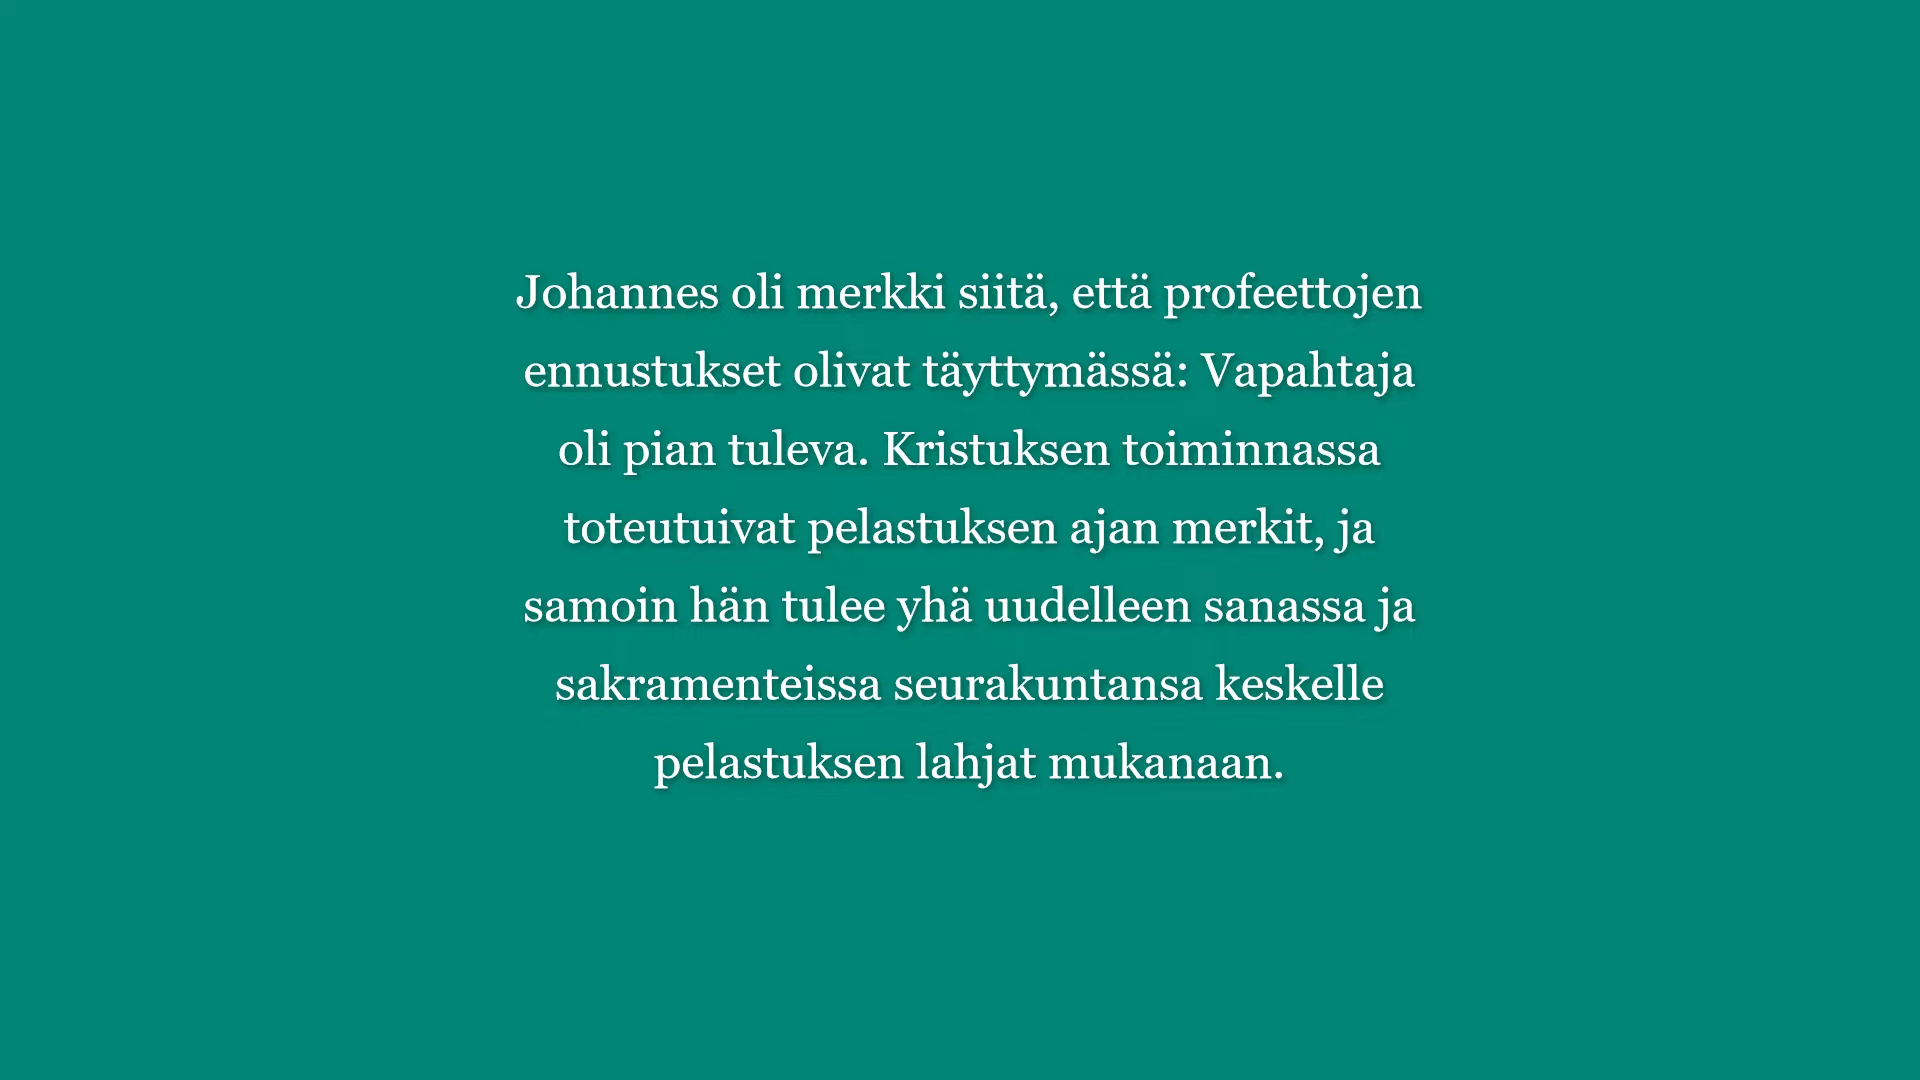 Johannes oli merkki siitä, että profeettojen
ennustukset olivat täyttymässä: Vapahtaja
oli pian tuleva. Kristuksen toiminnassa
toteutuivat pelastuksen ajan merkit, ja
samoin hän tulee yhä uudelleen sanassa ja
sakramenteissa seurakuntansa keskelle
pelastuksen lahjat mukanaan.